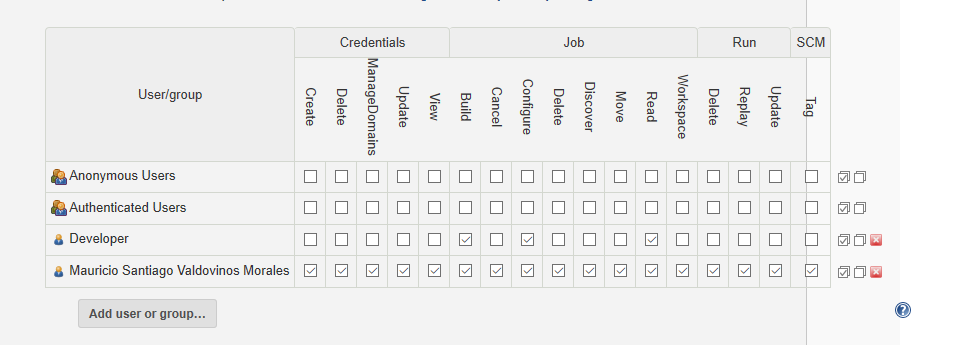 Credentials Job Run SCM
User/group
Create Delete ManageDomains Update View Build Cancel Configure Delete Discover Move Read Workspace Delete Replay Update Tag
Anonymous Users
Authenticated Users
Developer
Mauricio Santiago Valdovinos Morales
Add user or group...